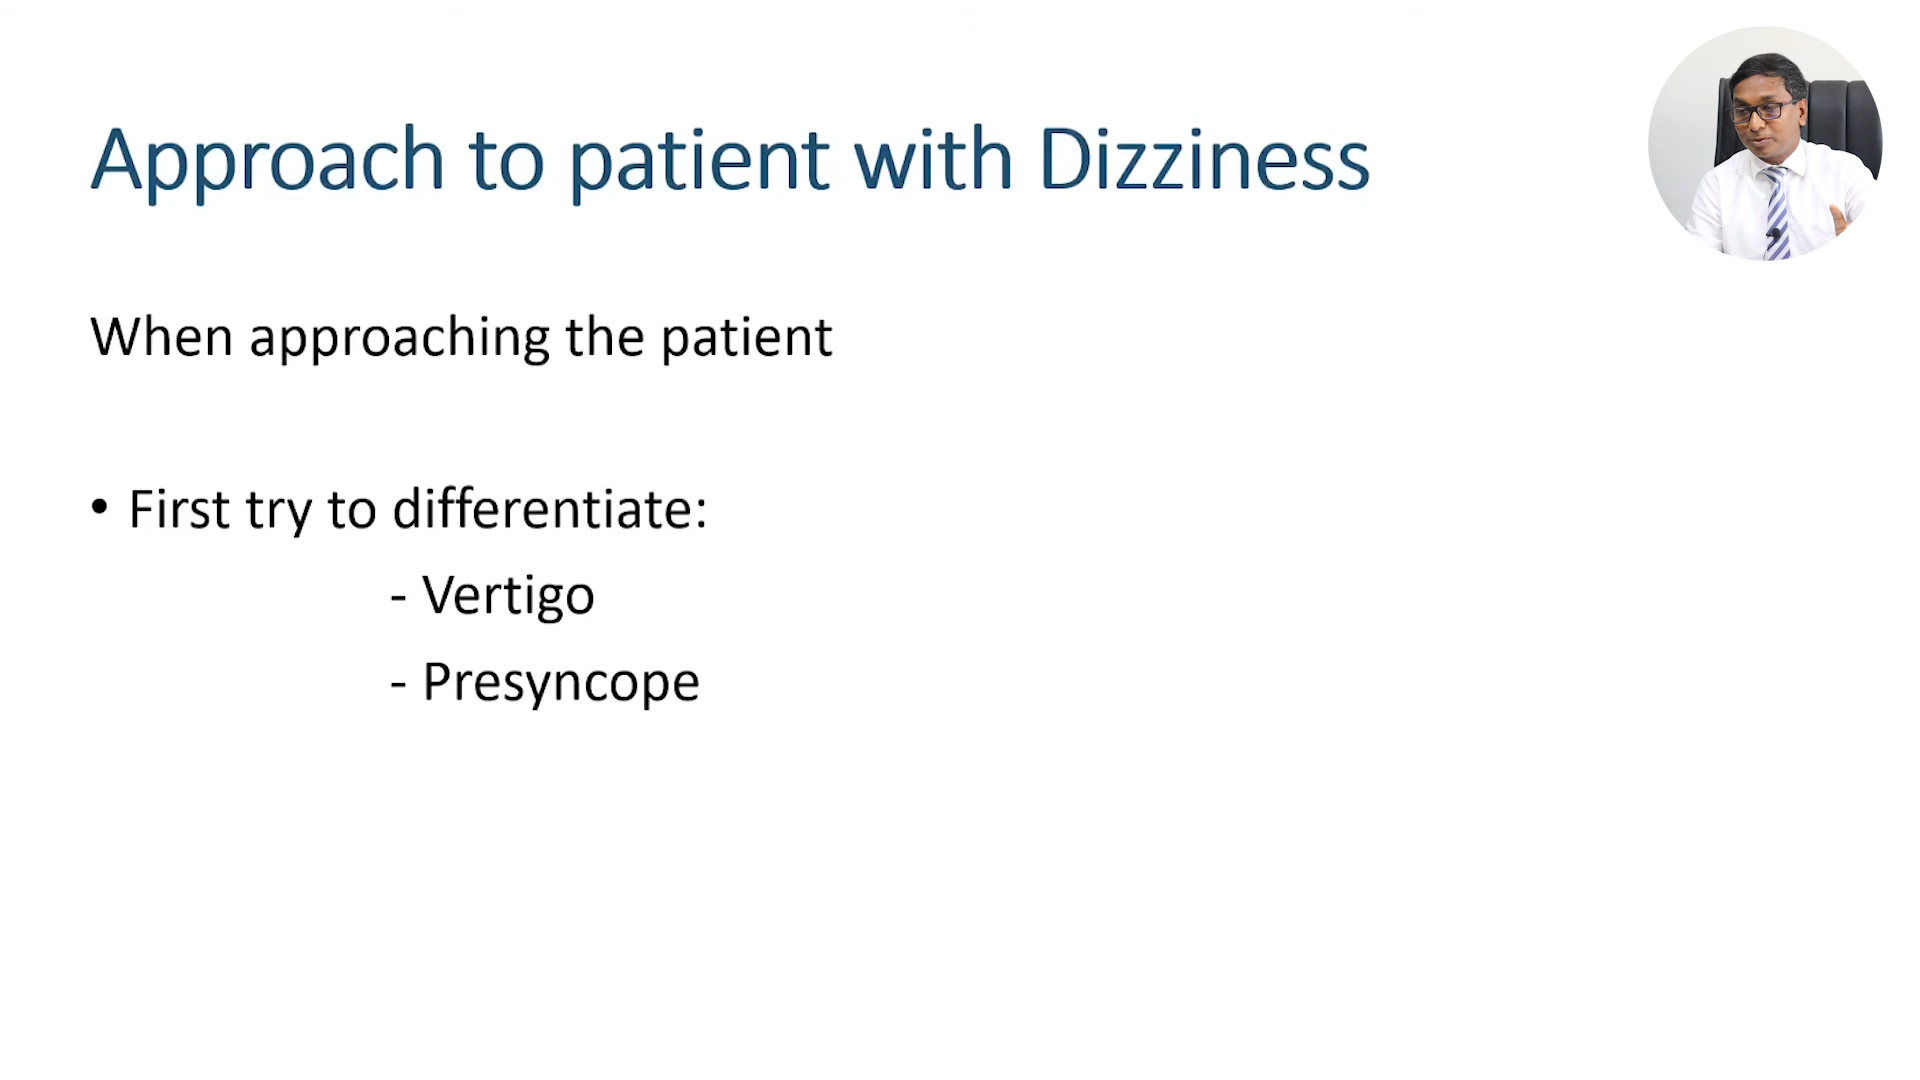 Approach to patient with Dizziness
When approaching the patient
• First try to differentiate:
- Vertigo
- Presyncope